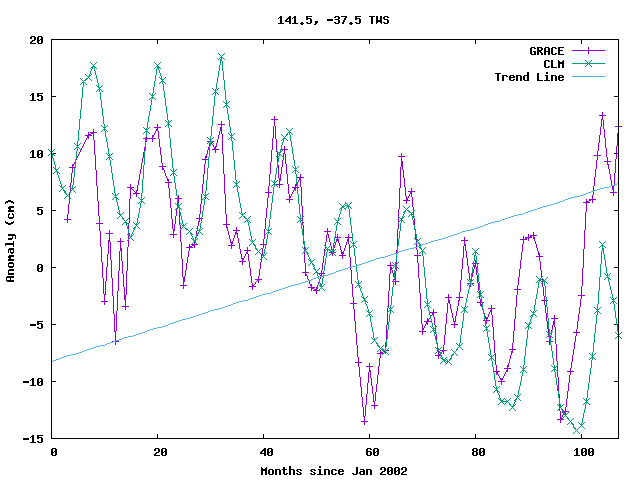 141.5, -37.5 TWS
GRACE
CLM
Trend Line
Anomaly (cm)
20
15
10
5
0
-5
-10
-15
0 20 40 60 80 100
Months since Jan 2002